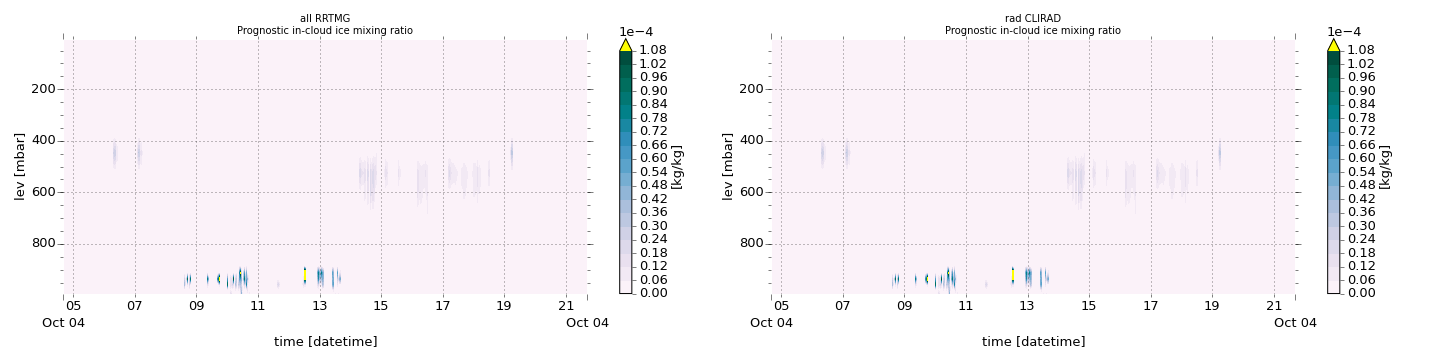 all RRTMG
Prognostic in-cloud ice mixing ratio
1e−4
1.08
1.02
0.96
0.90
0.84
0.78
0.72
0.66
0.60
0.54
0.48
0.42
0.36
0.30
0.24
0.18
0.12
0.06
0.00
[kg/kg]
lev [mbar]
200
400
600
800
05 07 09 11 13 15 17 19 21
Oct 04 Oct 04
time [datetime]
rad CLIRAD
Prognostic in-cloud ice mixing ratio
1e−4
1.08
1.02
0.96
0.90
0.84
0.78
0.72
0.66
0.60
0.54
0.48
0.42
0.36
0.30
0.24
0.18
0.12
0.06
0.00
[kg/kg]
lev [mbar]
200
400
600
800
05 07 09 11 13 15 17 19 21
Oct 04 Oct 04
time [datetime]